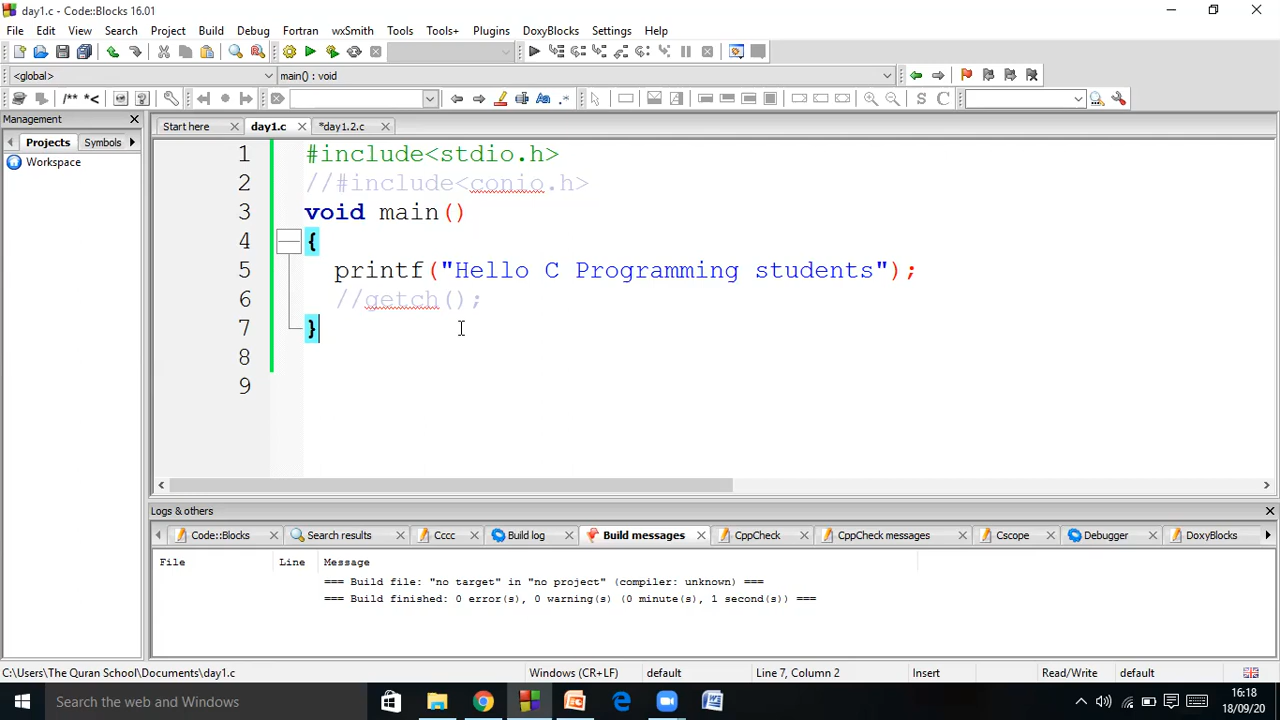 day1.c - Code::Blocks 16.01
File Edit View Search Project Build Debug Fortran wxSmith Tools Tools+ Plugins DoxyBlocks Settings Help
<global> main() : void
/** *< .* S C
Management
Start here day1.c *day1.2.c
Projects Symbols
Workspace
1 #include<stdio.h>
2 //#include<conio.h>
3 void main()
4 {
5 printf("Hello C Programming students");
6 //getch();
7 }
8
9
Logs & others
Code::Blocks Search results Cccc Build log Build messages CppCheck CppCheck messages Cscope Debugger DoxyBlocks
File Line Message
=== Build file: "no target" in "no project" (compiler: unknown) ===
=== Build finished: 0 error(s), 0 warning(s) (0 minute(s), 1 second(s)) ===
C:\Users\The Quran School\Documents\day1.c Windows (CR+LF) default Line 7, Column 2 Insert Read/Write default
Search the web and Windows
16:18
18/09/20